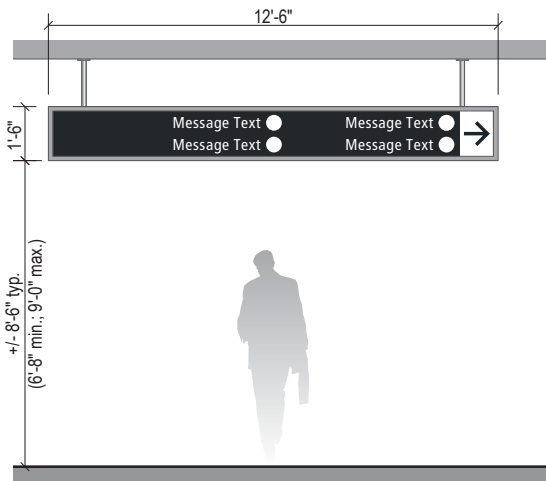 12'-6"
1'-6"
Message Text Message Text
Message Text Message Text
+/- 8'-6" typ.
(6'-8" min.; 9'-0" max.)